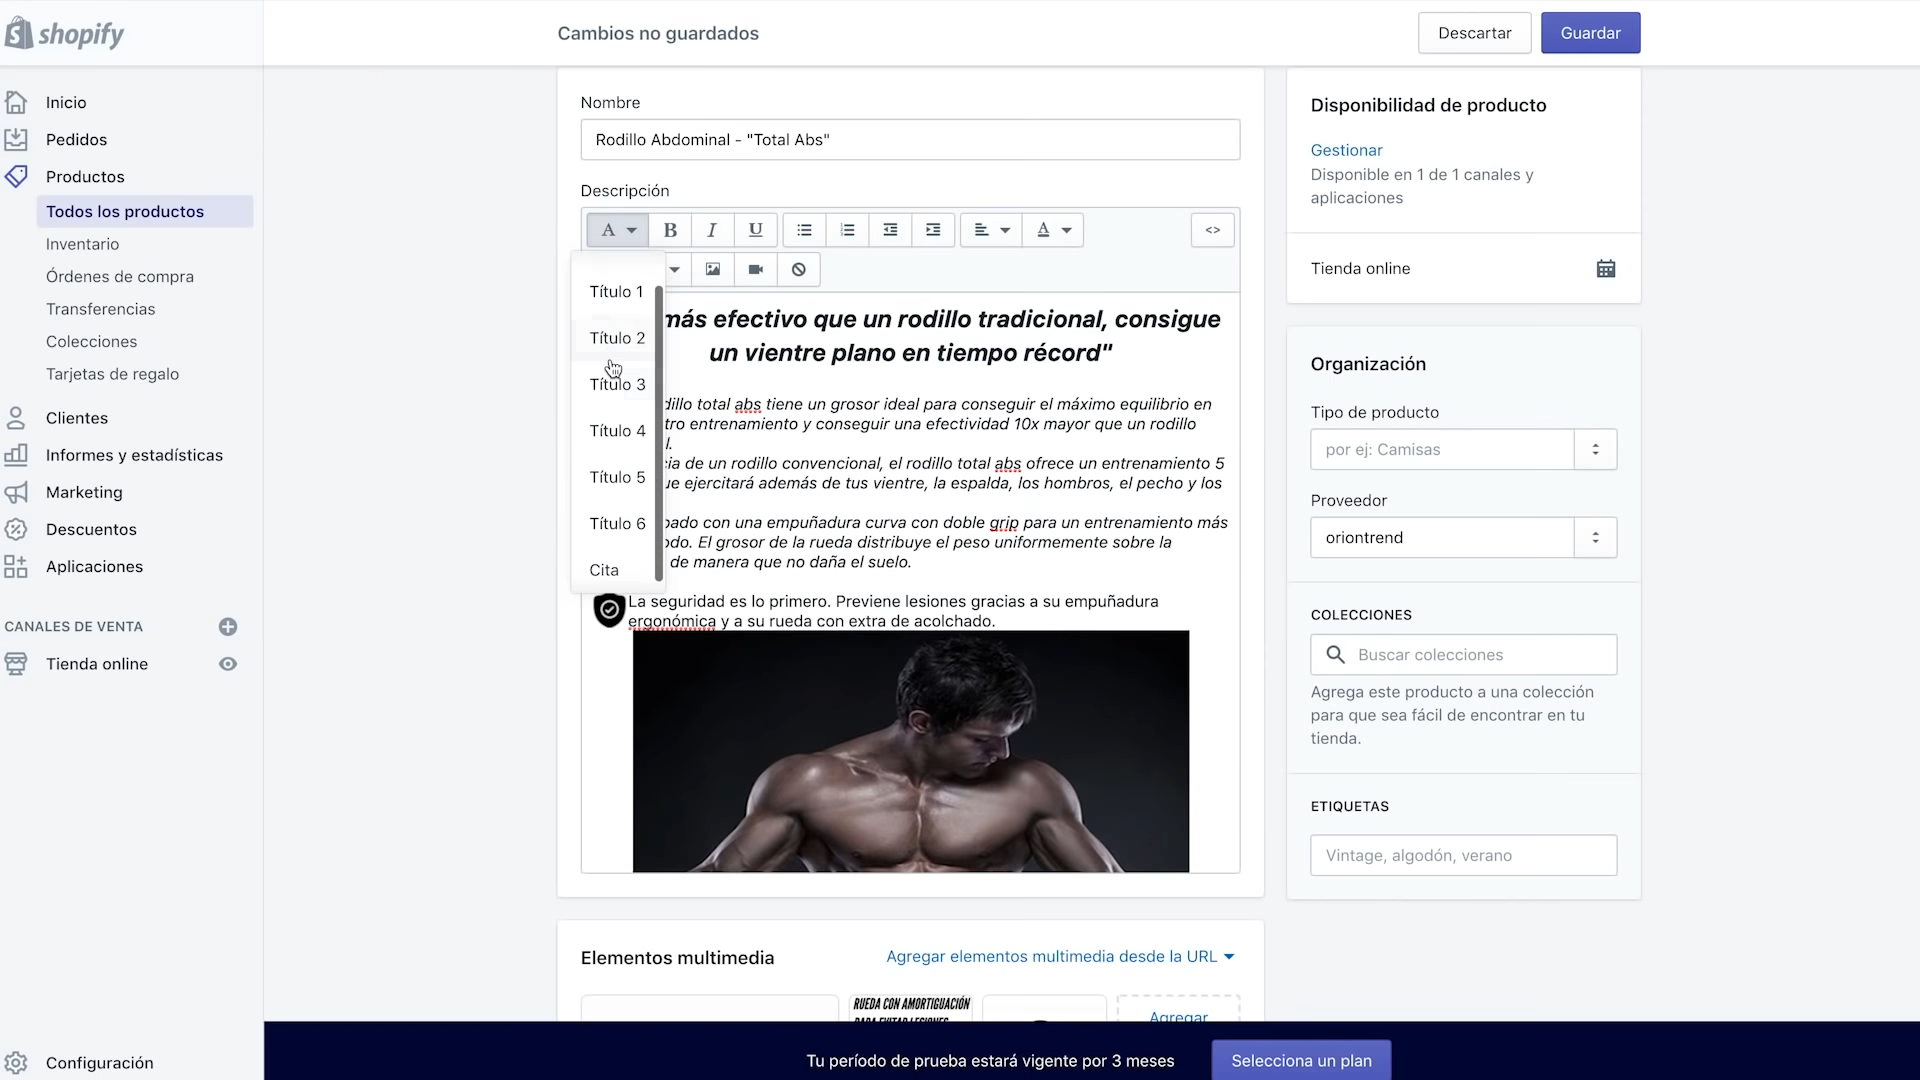 shopify
Cambios no guardados
Descartar
Guardar
Inicio
Pedidos
Productos
Todos los productos
Inventario
Órdenes de compra
Transferencias
Colecciones
Tarjetas de regalo
Clientes
Informes y estadísticas
Marketing
Descuentos
Aplicaciones
CANALES DE VENTA
Tienda online
Configuración
Nombre
Rodillo Abdominal - "Total Abs"
Descripción
A
B
I
U
A
<>
Título 1
Título 2
Título 3
Título 4
Título 5
Título 6
Cita
más efectivo que un rodillo tradicional, consigue
un vientre plano en tiempo récord"
total abs tiene un grosor ideal para conseguir el máximo equilibrio en
entrenamiento y conseguir una efectividad 10x mayor que un rodillo
de un rodillo convencional, el rodillo total abs ofrece un entrenamiento 5
ejercitará además de tus vientre, la espalda, los hombros, el pecho y los
con una empuñadura curva con doble grip para un entrenamiento más
El grosor de la rueda distribuye el peso uniformemente sobre la
de manera que no daña el suelo.
La seguridad es lo primero. Previene lesiones gracias a su empuñadura
ergonómica y a su rueda con extra de acolchado.
Elementos multimedia
Agregar elementos multimedia desde la URL
RUEDA CON AMORTIGUACIÓN
PARA EVITAR LESIONES
Agregar
Disponibilidad de producto
Gestionar
Disponible en 1 de 1 canales y
aplicaciones
Tienda online
Organización
Tipo de producto
por ej: Camisas
Proveedor
oriontrend
COLECCIONES
Buscar colecciones
Agrega este producto a una colección
para que sea fácil de encontrar en tu
tienda.
ETIQUETAS
Vintage, algodón, verano
Tu período de prueba estará vigente por 3 meses
Selecciona un plan